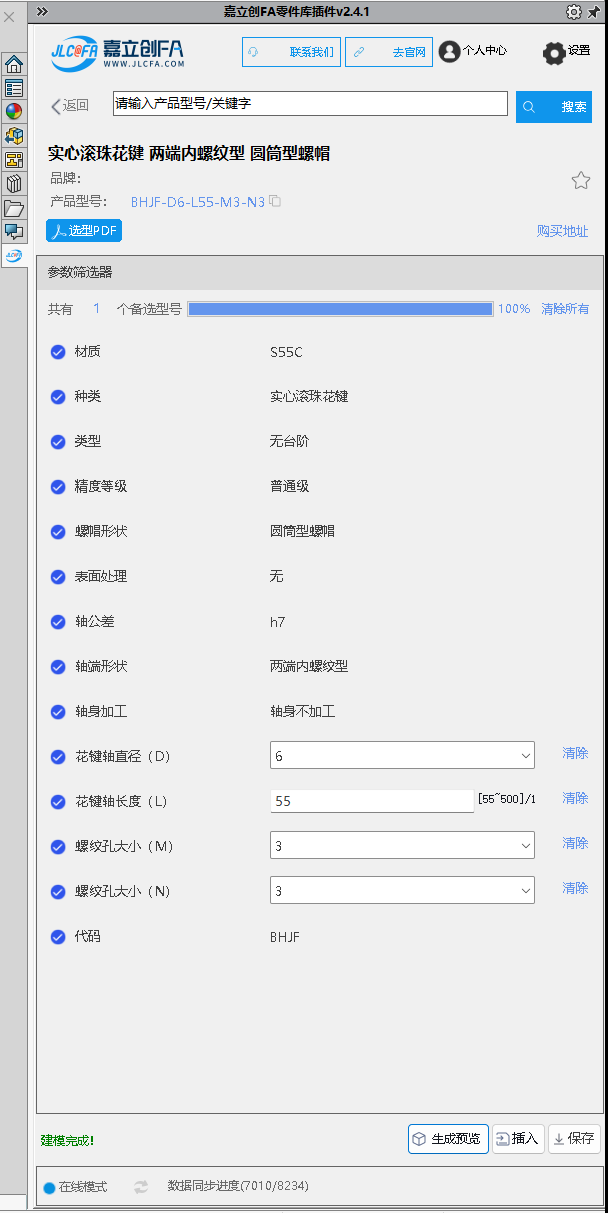 嘉立创FA零件库插件v2.4.1
JLC@FA 嘉立创FA
WWW.JLCFA.COM
联系我们 去官网 个人中心 设置
返回 请输入产品型号/关键字 搜索
实心滚珠花键 两端内螺纹型 圆筒型螺帽
品牌:
产品型号: BHJF-D6-L55-M3-N3
选型PDF 购买地址
参数筛选器
共有 1 个备选型号 100% 清除所有
材质 S55C
种类 实心滚珠花键
类型 无台阶
精度等级 普通级
螺帽形状 圆筒型螺帽
表面处理 无
轴公差 h7
轴端形状 两端内螺纹型
轴身加工 轴身不加工
花键轴直径（D） 6 清除
花键轴长度（L） 55 [55~500]/1 清除
螺纹孔大小（M） 3 清除
螺纹孔大小（N） 3 清除
代码 BHJF
建模完成! 生成预览 插入 保存
在线模式 数据同步进度(7010/8234)